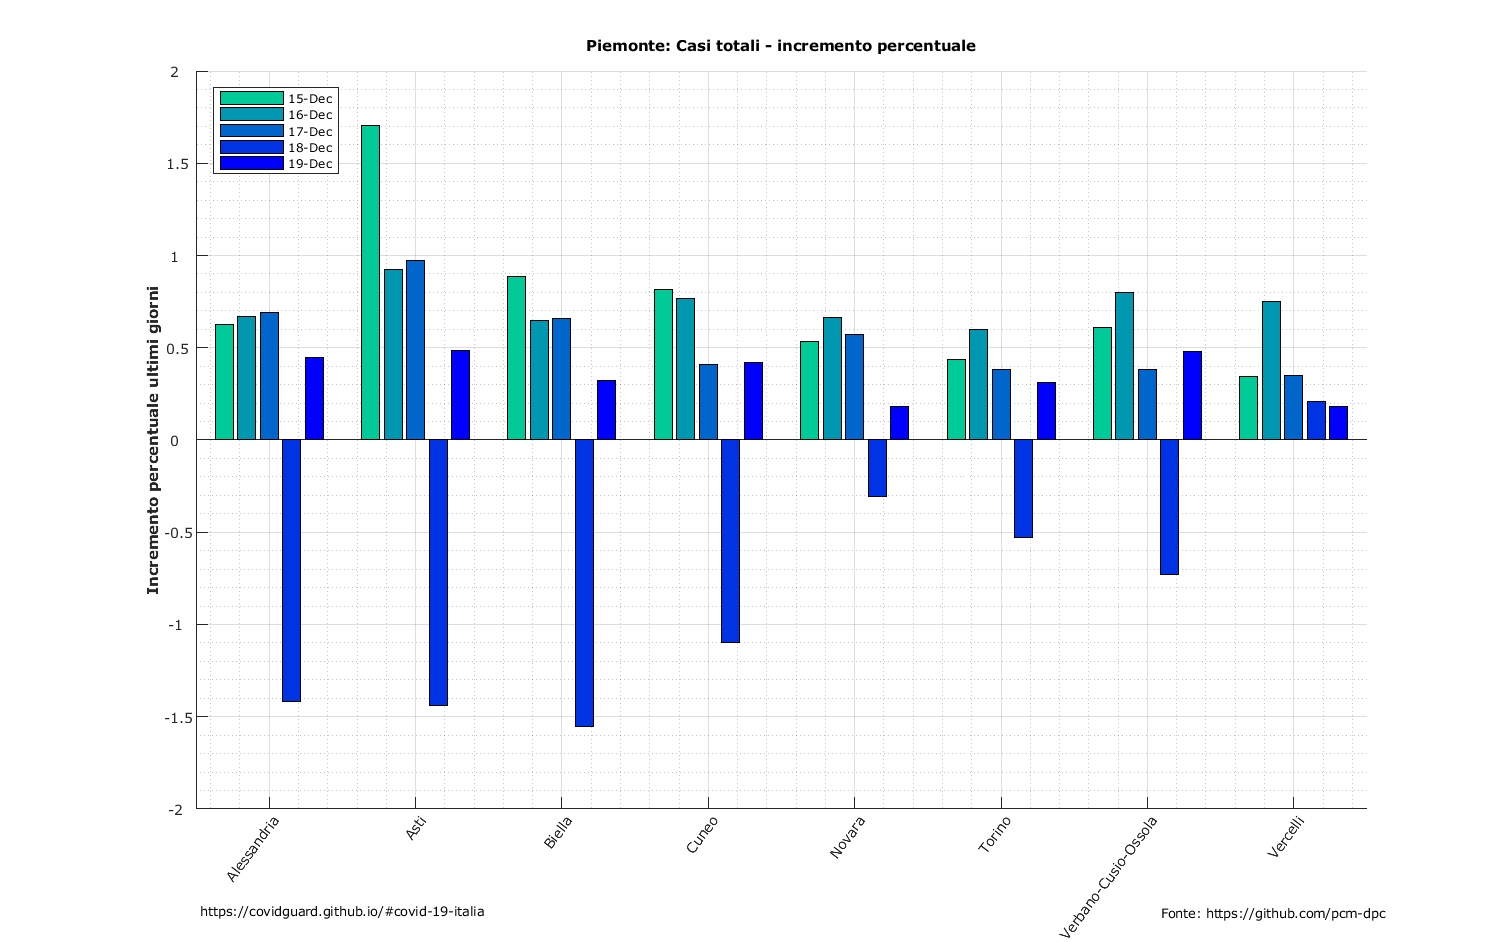 Piemonte: Casi totali - incremento percentuale
2
15-Dec
16-Dec
17-Dec
18-Dec
19-Dec
1.5
1
0.5
0
-0.5
-1
-1.5
-2
Incremento percentuale ultimi giorni
Alessandria
Asti
Biella
Cuneo
Novara
Torino
Verbano-Cusio-Ossola
Vercelli
https://covidguard.github.io/#covid-19-italia
Fonte: https://github.com/pcm-dpc